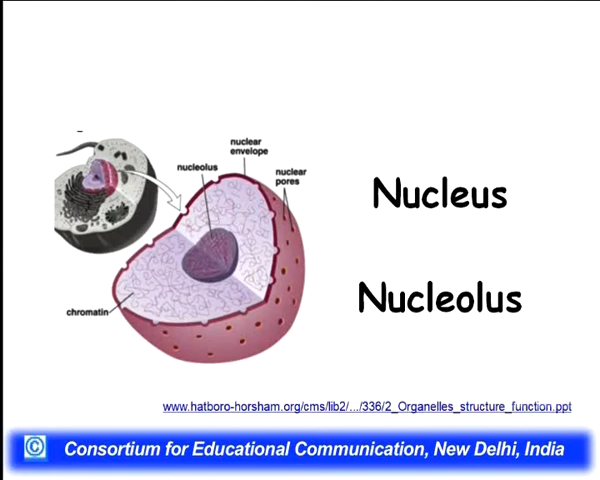 nuclear
envelope
nucleolus
nuclear
pores
chromatin
Nucleus
Nucleolus
www.hatboro-horsham.org/cms/lib2/.../336/2_Organelles_structure_function.ppt
© Consortium for Educational Communication, New Delhi, India